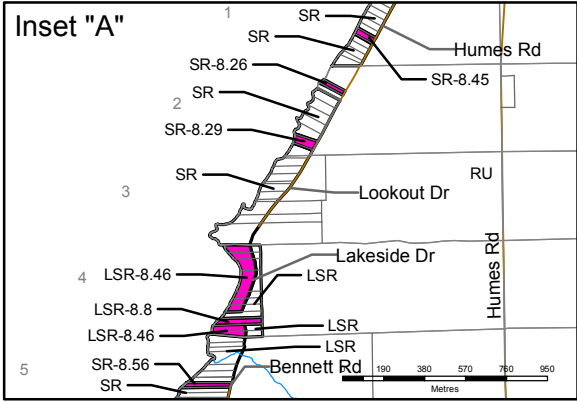 Inset "A"
1
SR
Humes Rd
SR
SR-8.26
SR-8.45
2
SR
SR-8.29
3
SR
RU
Lookout Dr
Humes Rd
Lakeside Dr
4
LSR-8.46
LSR
LSR-8.8
LSR
LSR-8.46
LSR
SR-8.56
Bennett Rd
5
SR
190 380 570 760 950
Metres